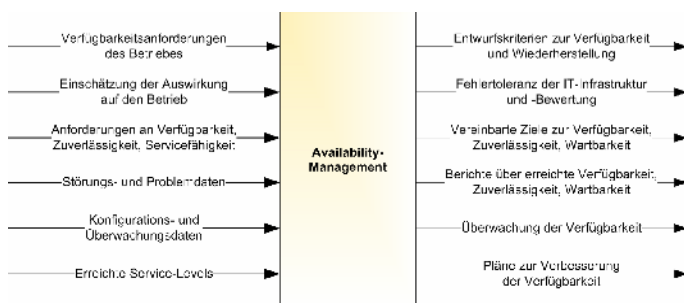 Verfügbarkeitsanforderungen
des Betriebes
Einschätzung der Auswirkung
auf den Betrieb
Anforderungen an Verfügbarkeit,
Zuverlässigkeit, Servicefähigkeit
Störungs- und Problemdaten
Konfigurations- und
Überwachungsdaten
Erreichte Service-Levels
Availability-
Management
Entwurfskriterien zur Verfügbarkeit
und Wiederherstellung
Fehlertoleranz der IT-Infrastruktur
und -Bewertung
Vereinbarte Ziele zur Verfügbarkeit,
Zuverlässigkeit, Wartbarkeit
Berichte über erreichte Verfügbarkeit,
Zuverlässigkeit, Wartbarkeit
Überwachung der Verfügbarkeit
Pläne zur Verbesserung
der Verfügbarkeit